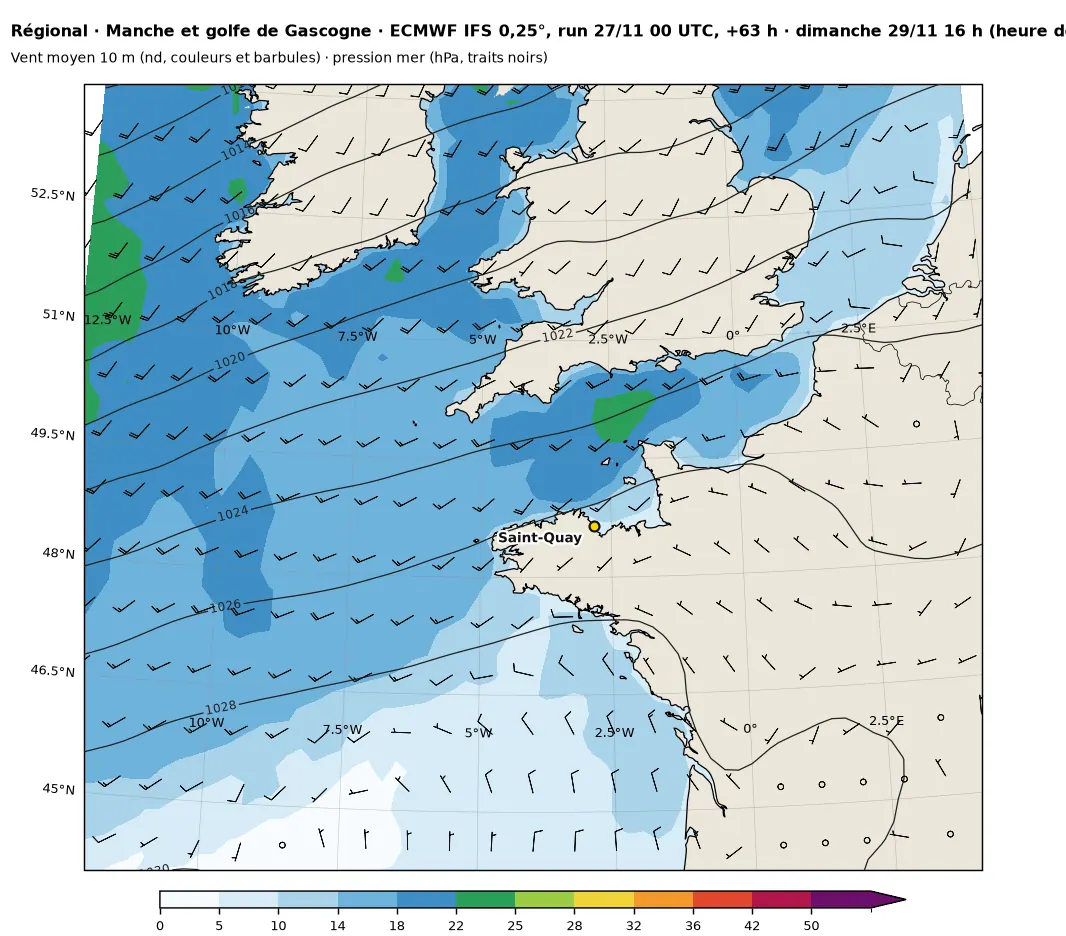 Régional · Manche et golfe de Gascogne · ECMWF IFS 0,25°, run 27/11 00 UTC, +63 h · dimanche 29/11 16 h (heure d
Vent moyen 10 m (nd, couleurs et barbules) · pression mer (hPa, traits noirs)
1014
52.5°N
1016
1018
51°N
12.5°W
10°W
7.5°W
5°W
1022
2.5°W
0°
2.5°E
1020
49.5°N
1024
Saint-Quay
48°N
1026
46.5°N
1028
10°W
7.5°W
5°W
2.5°W
0°
2.5°E
45°N
0 5 10 14 18 22 25 28 32 36 42 50